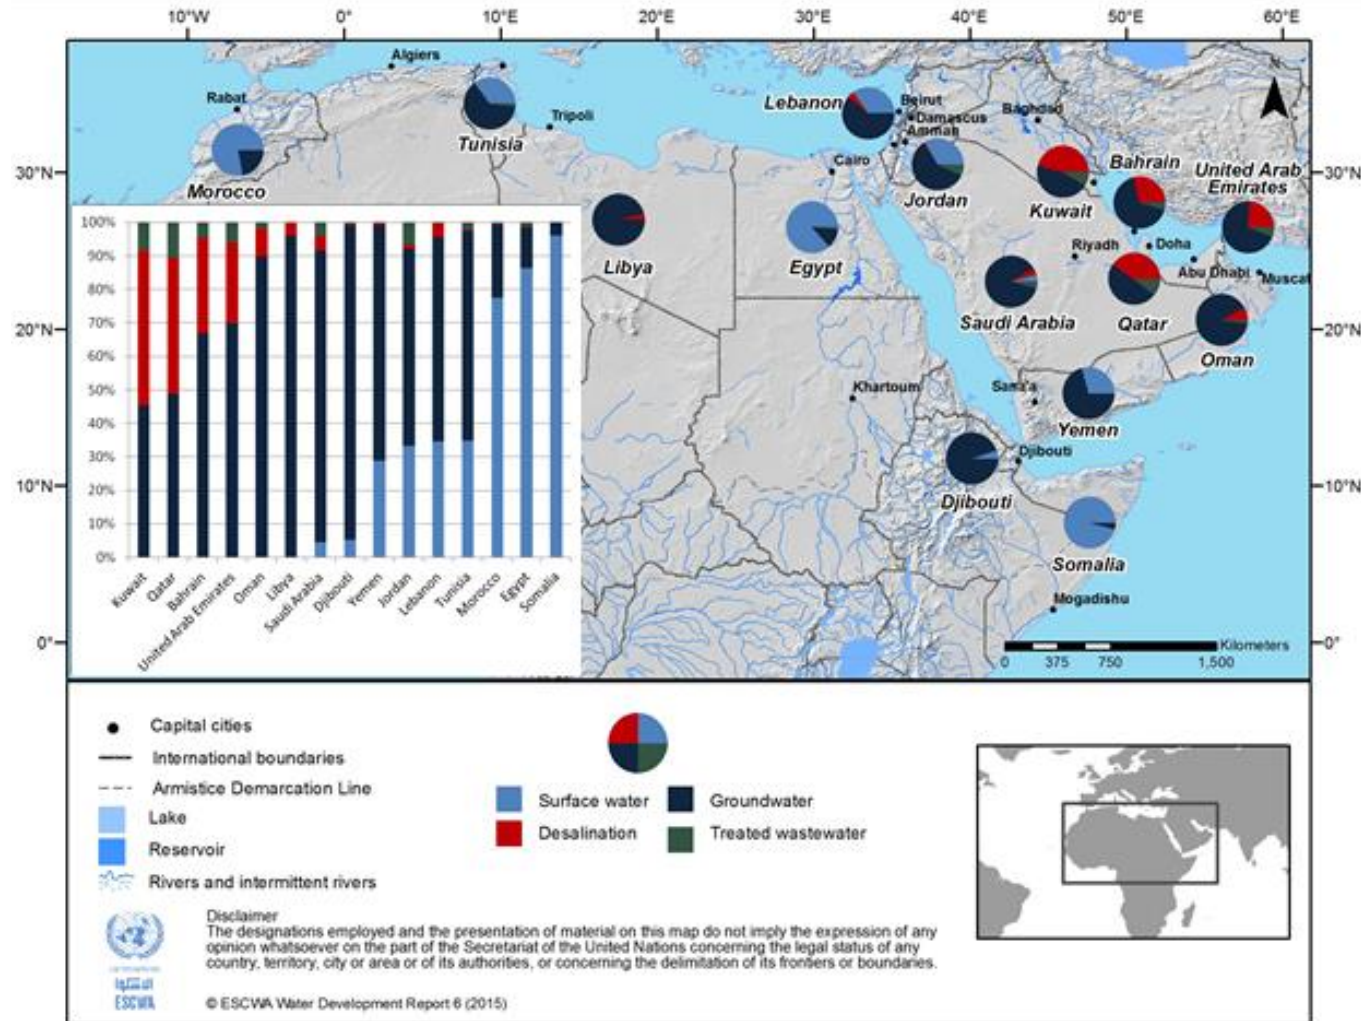 10°W 0° 10°E 20°E 30°E 40°E 50°E 60°E
Algiers
Rabat
Tunisia
Tripoli
Morocco
Lebanon
Beirut
Damascus
Amman
Baghdad
Cairo
Jordan
Kuwait
Bahrain
United Arab
Emirates
30°N 30°N
Libya
Egypt
Riyadh
Doha
Abu Dhabi
Muscat
Saudi Arabia
Qatar
Oman
20°N 20°N
Khartoum
Sana'a
Yemen
Djibouti
Djibouti
10°N 10°N
Somalia
Mogadishu
0° 0°
Kilometers
0 375 750 1,500
100%
90%
80%
70%
60%
50%
40%
30%
20%
10%
0%
Kuwait
Qatar
Bahrain
United Arab Emirates
Oman
Libya
Saudi Arabia
Djibouti
Yemen
Jordan
Lebanon
Tunisia
Morocco
Egypt
Somalia
Capital cities
International boundaries
Armistice Demarcation Line
Lake
Reservoir
Rivers and intermittent rivers
Surface water
Groundwater
Desalination
Treated wastewater
الإسكوا
ESCWA
Disclaimer
The designations employed and the presentation of material on this map do not imply the expression of any
opinion whatsoever on the part of the Secretariat of the United Nations concerning the legal status of any
country, territory, city or area or of its authorities, or concerning the delimitation of its frontiers or boundaries.
© ESCWA Water Development Report 6 (2015)